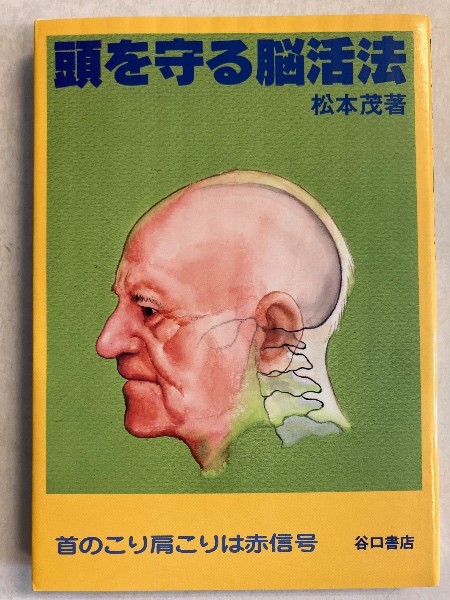 頭を守る脳活法
松本茂著
首のこり肩こりは赤信号 谷口書店